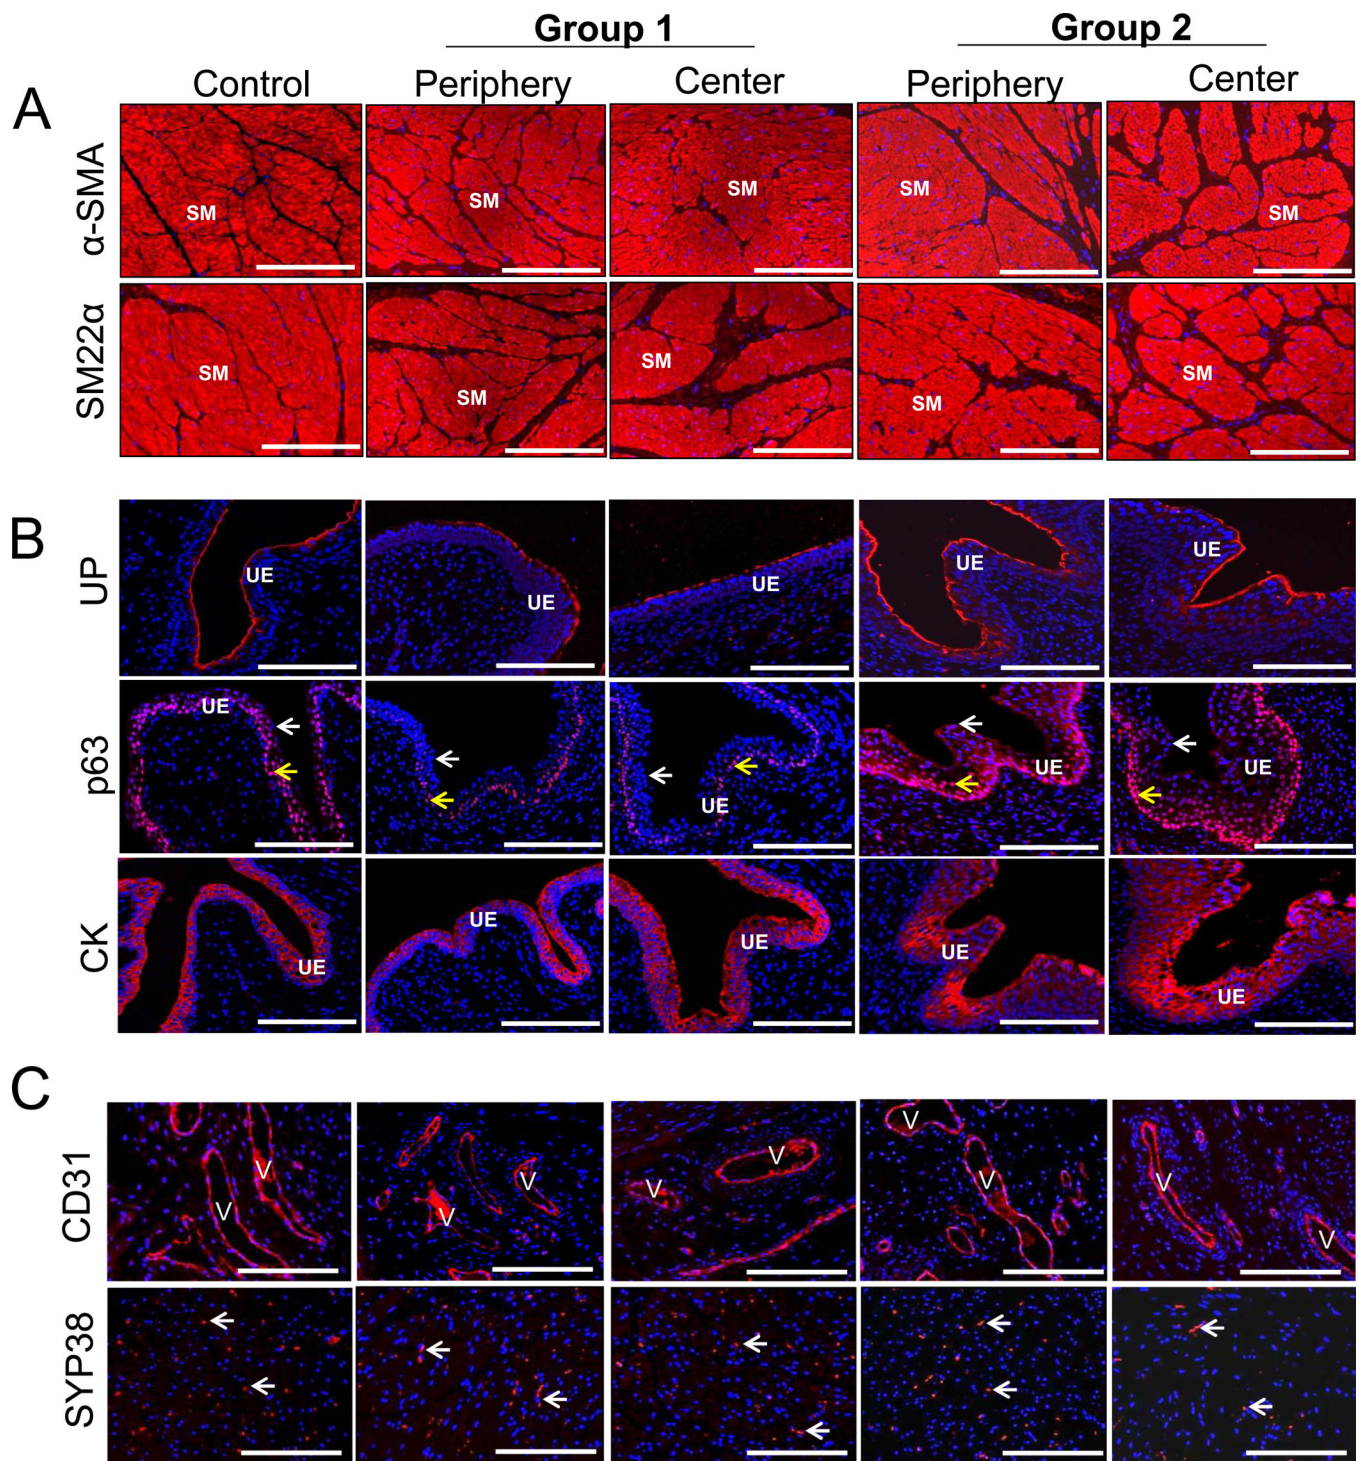 Group 1 Group 2
Control Periphery Center Periphery Center
A
α-SMA
SM SM SM SM SM
SM22α
SM SM SM SM SM
B
UP
UE UE UE UE UE
p63
UE UE UE UE
CK
UE UE UE UE UE
C
CD31
V V V V V V V V V V
SYP38